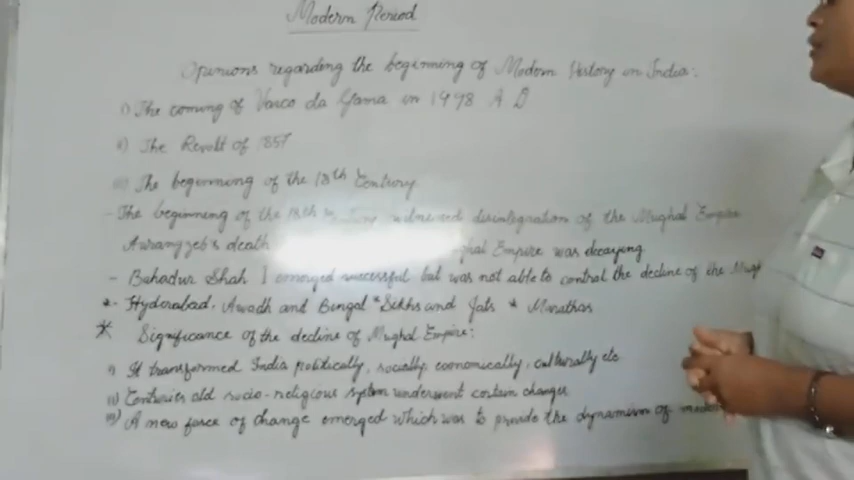 Modern Period
Opinions regarding the beginning of Modern History in India:
i) The coming of Vasco da Gama in 1498 A.D
ii) The Revolt of 1857
iii) The beginning of the 18th Century
- The beginning of the 18th witnessed disintegration of the Mughal Empire
Aurangzeb's death Empire was decaying
- Bahadur Shah I emerged successful but was not able to control the decline of the
* - Hyderabad, Awadh and Bengal * Sikhs and Jats * Marathas
* Significance of the decline of Mughal Empire:
i) It transformed India politically, socially, economically, culturally etc
ii) Centuries old socio-religious system underwent certain changes
iii) A new force of change emerged which was to provide the dynamism of